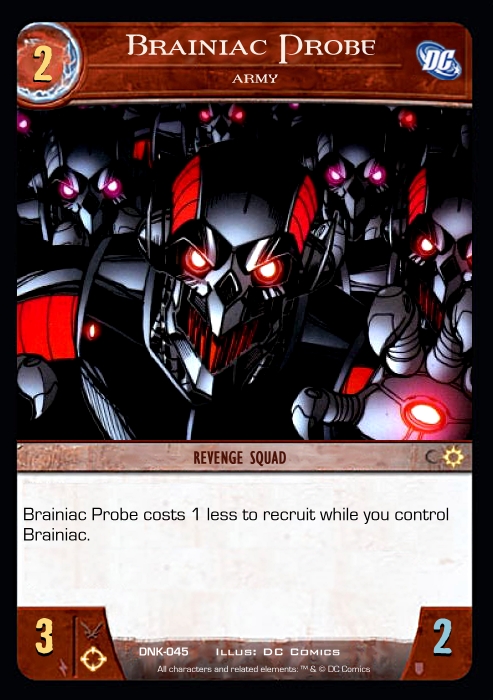 2
BRAINIAC PROBE
ARMY
DC
REVENGE SQUAD
C
Brainiac Probe costs 1 less to recruit while you control
Brainiac.
3
DNK-045 ILLUS: DC COMICS
2
All characters and related elements: ™ & © DC Comics